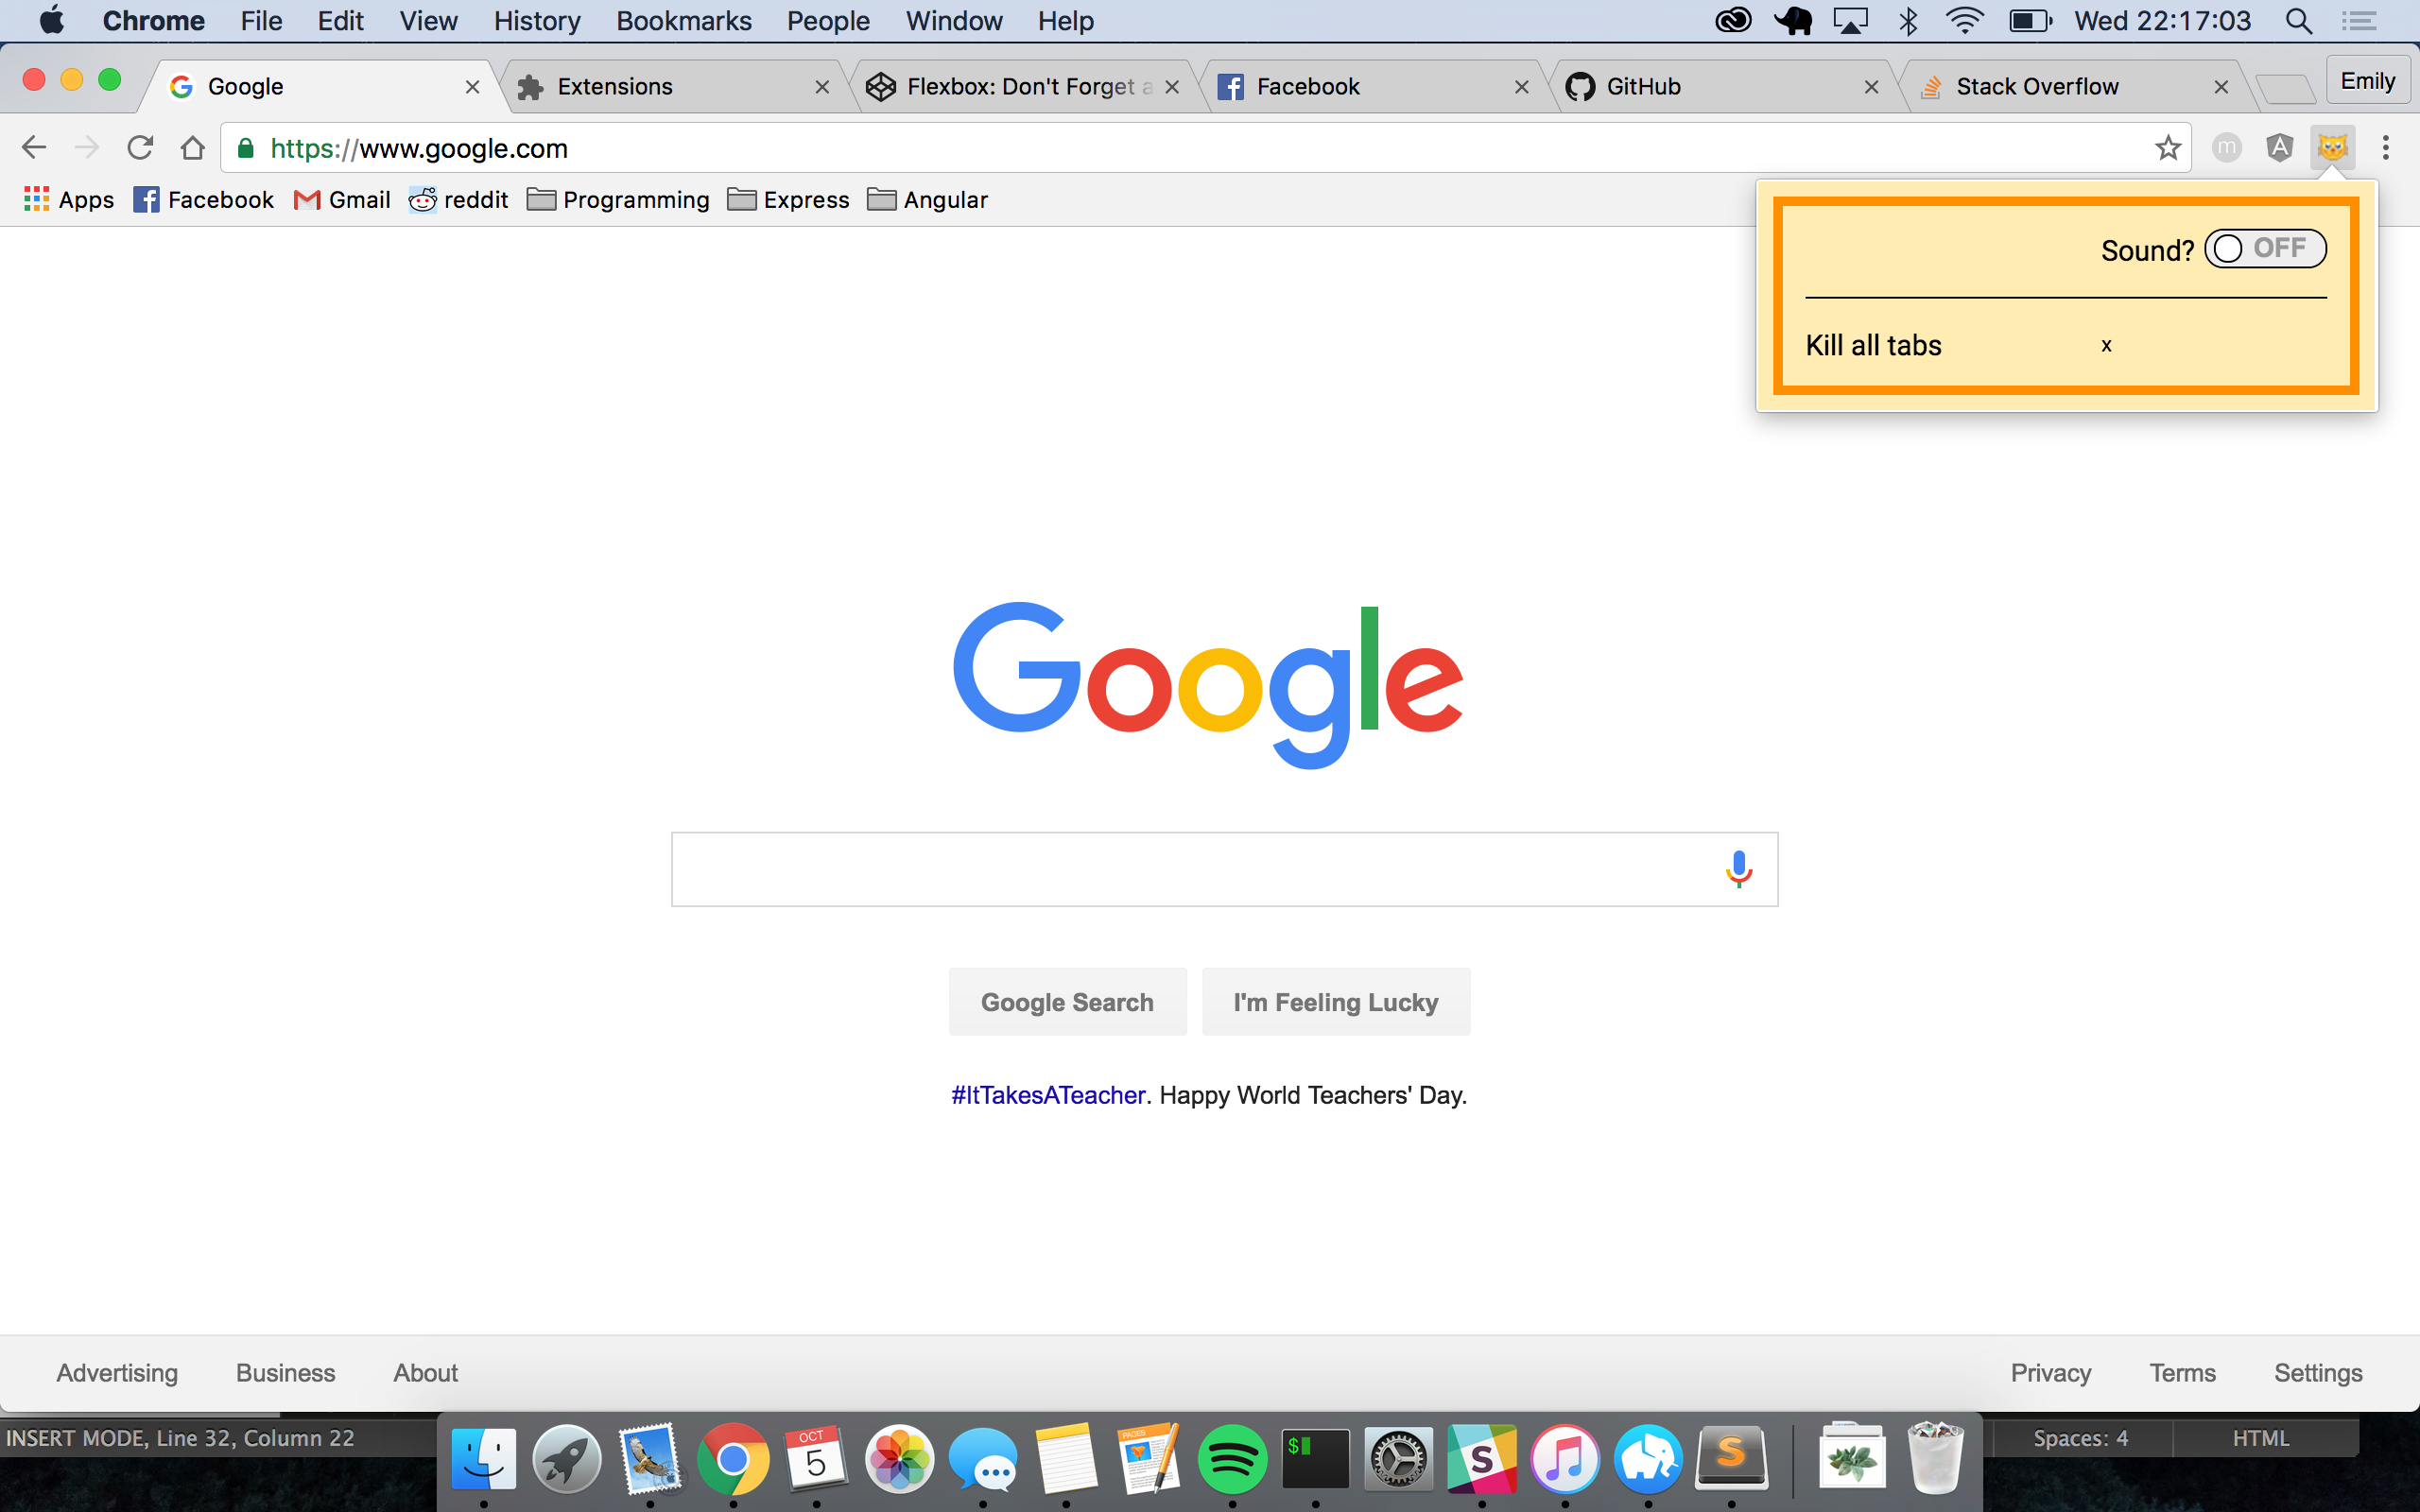 Chrome File Edit View History Bookmarks People Window Help Wed 22:17:03
Google Extensions Flexbox: Don't Forget a Facebook GitHub Stack Overflow Emily
https://www.google.com
Apps Facebook Gmail reddit Programming Express Angular
Sound? OFF
Kill all tabs x
Google
Google Search I'm Feeling Lucky
#ItTakesATeacher. Happy World Teachers' Day.
Advertising Business About Privacy Terms Settings
INSERT MODE, Line 32, Column 22 Spaces: 4 HTML
OCT
5
PAGES
$
S
S